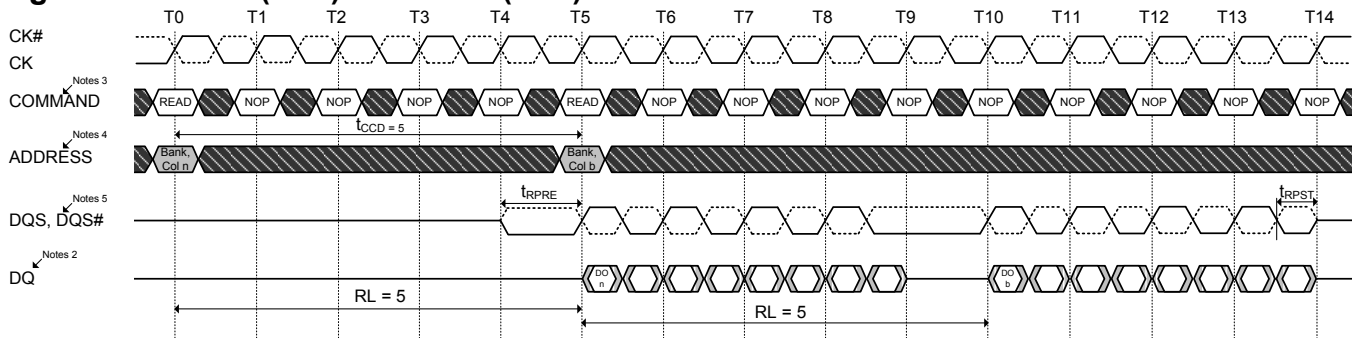 T0 T1 T2 T3 T4 T5 T6 T7 T8 T9 T10 T11 T12 T13 T14
CK#
CK
Notes 3
COMMAND READ NOP NOP NOP NOP READ NOP NOP NOP NOP NOP NOP NOP NOP NOP
tCCD = 5
Notes 4
ADDRESS Bank, Col n Bank, Col b
tRPRE tRPST
Notes 5
DQS, DQS#
Notes 2
DQ DO n DO b
RL = 5
RL = 5